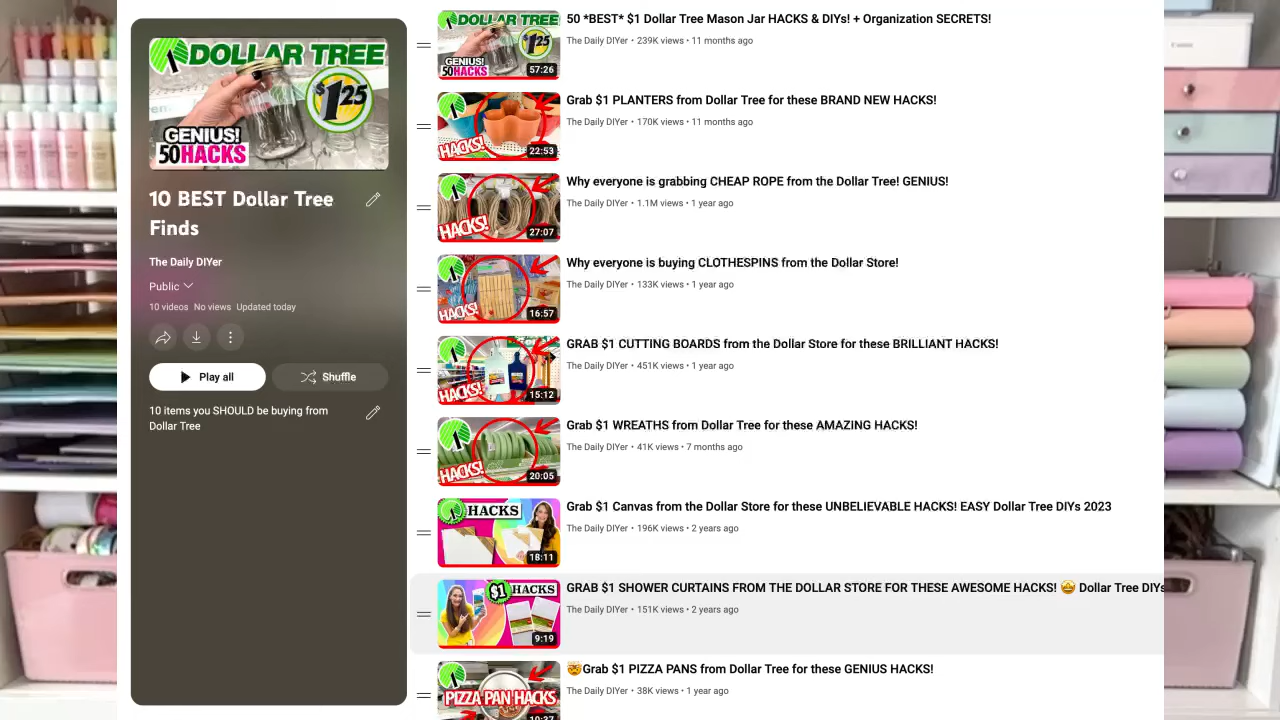 DOLLAR TREE
$1.25
GENIUS!
50HACKS
10 BEST Dollar Tree
Finds
The Daily DIYer
Public
10 videos No views Updated today
Play all
Shuffle
10 items you SHOULD be buying from
Dollar Tree
DOLLAR TREE
$1.25
GENIUS!
50HACKS
57:26
50 *BEST* $1 Dollar Tree Mason Jar HACKS & DIYs! + Organization SECRETS!
The Daily DIYer • 239K views • 11 months ago
HACKS!
22:53
Grab $1 PLANTERS from Dollar Tree for these BRAND NEW HACKS!
The Daily DIYer • 170K views • 11 months ago
HACKS!
27:07
Why everyone is grabbing CHEAP ROPE from the Dollar Tree! GENIUS!
The Daily DIYer • 1.1M views • 1 year ago
HACKS!
16:57
Why everyone is buying CLOTHESPINS from the Dollar Store!
The Daily DIYer • 133K views • 1 year ago
HACKS!
15:12
GRAB $1 CUTTING BOARDS from the Dollar Store for these BRILLIANT HACKS!
The Daily DIYer • 451K views • 1 year ago
HACKS!
20:05
Grab $1 WREATHS from Dollar Tree for these AMAZING HACKS!
The Daily DIYer • 41K views • 7 months ago
HACKS
18:11
Grab $1 Canvas from the Dollar Store for these UNBELIEVABLE HACKS! EASY Dollar Tree DIYs 2023
The Daily DIYer • 196K views • 2 years ago
$1 HACKS
9:19
GRAB $1 SHOWER CURTAINS FROM THE DOLLAR STORE FOR THESE AWESOME HACKS! 🤩 Dollar Tree DIYs
The Daily DIYer • 151K views • 2 years ago
PIZZA PAN HACKS
10:37
🤯Grab $1 PIZZA PANS from Dollar Tree for these GENIUS HACKS!
The Daily DIYer • 38K views • 1 year ago